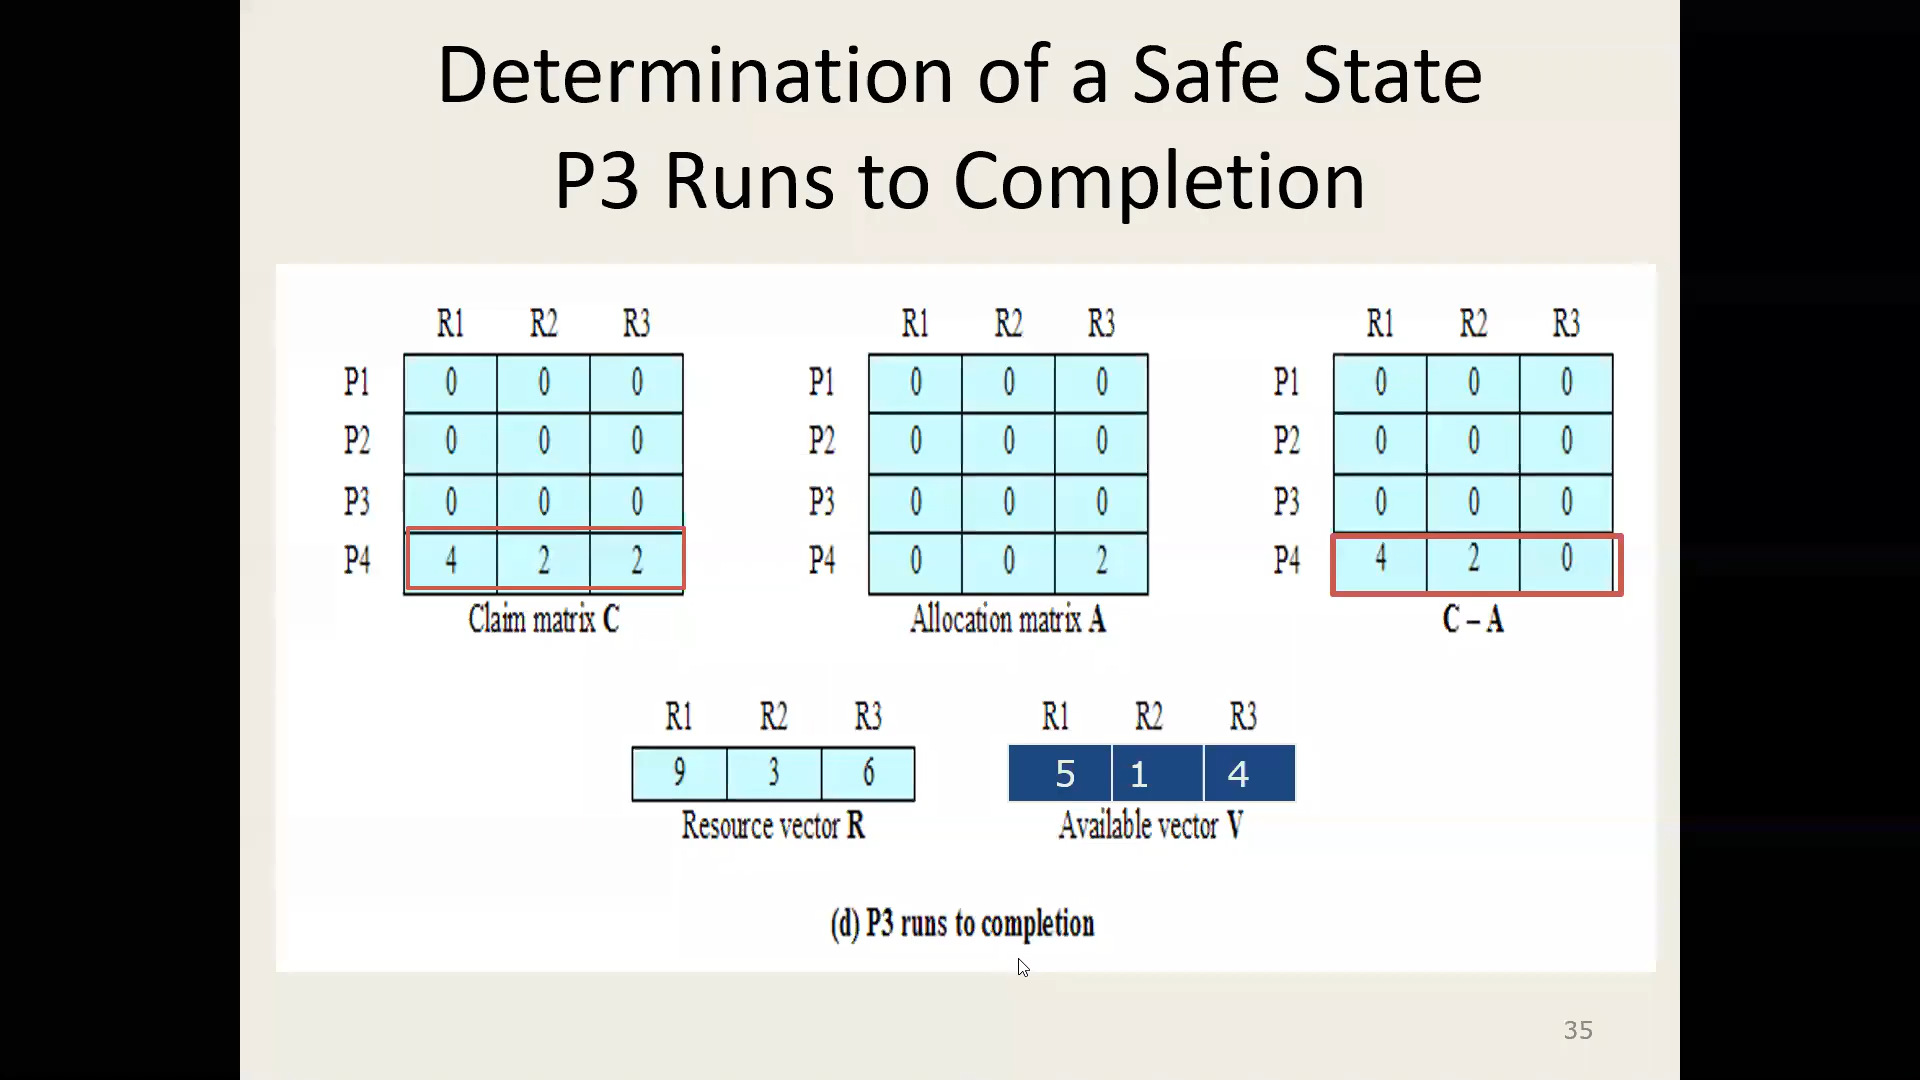 Determination of a Safe State
P3 Runs to Completion
R1 R2 R3
P1 0 0 0
P2 0 0 0
P3 0 0 0
P4 4 2 2
Claim matrix C
R1 R2 R3
P1 0 0 0
P2 0 0 0
P3 0 0 0
P4 0 0 2
Allocation matrix A
R1 R2 R3
P1 0 0 0
P2 0 0 0
P3 0 0 0
P4 4 2 0
C – A
R1 R2 R3
9 3 6
Resource vector R
R1 R2 R3
5 1 4
Available vector V
(d) P3 runs to completion
35